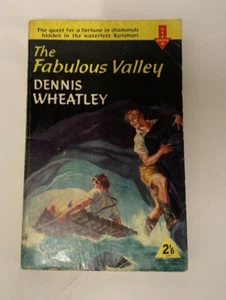 The quest for a fortune in diamonds
hidden in the waterless Kalahari
The
Fabulous Valley
DENNIS
WHEATLEY
2/6